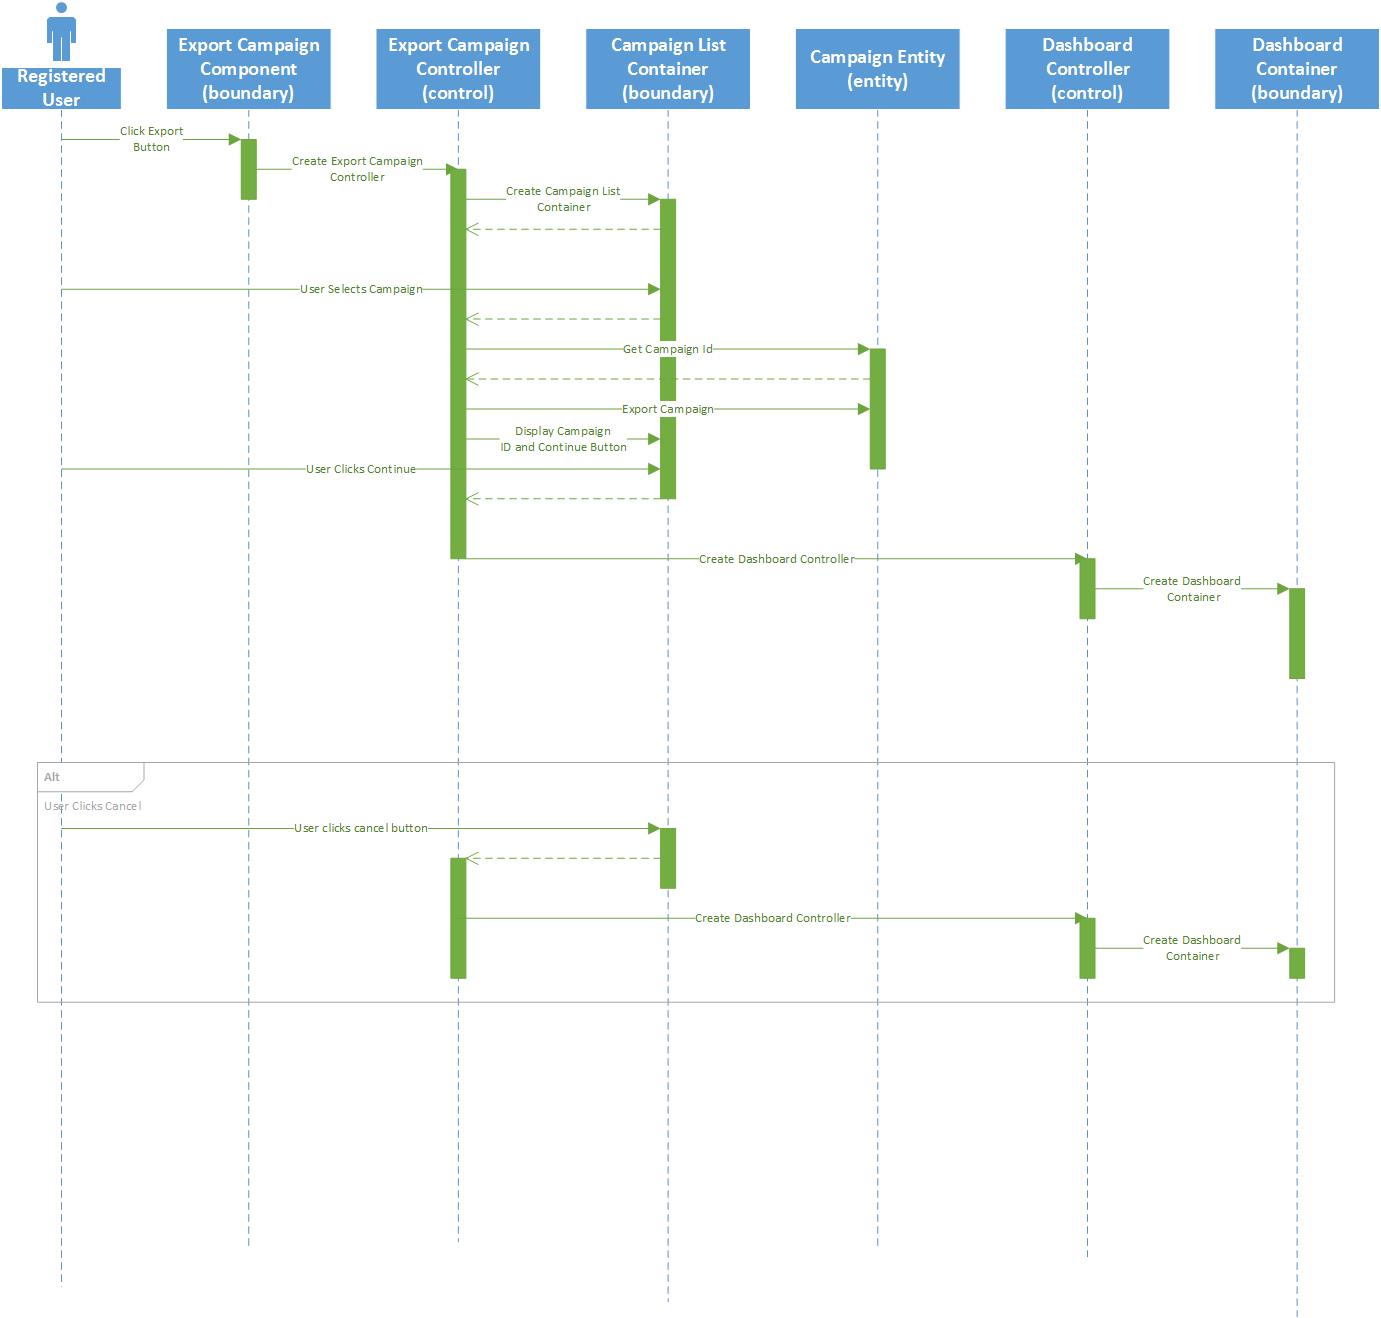 Registered
User
Export Campaign
Component
(boundary)
Export Campaign
Controller
(control)
Campaign List
Container
(boundary)
Campaign Entity
(entity)
Dashboard
Controller
(control)
Dashboard
Container
(boundary)
Click Export
Button
Create Export Campaign
Controller
Create Campaign List
Container
User Selects Campaign
Get Campaign Id
Export Campaign
Display Campaign
ID and Continue Button
User Clicks Continue
Create Dashboard Controller
Create Dashboard
Container
Alt
User Clicks Cancel
User clicks cancel button
Create Dashboard Controller
Create Dashboard
Container